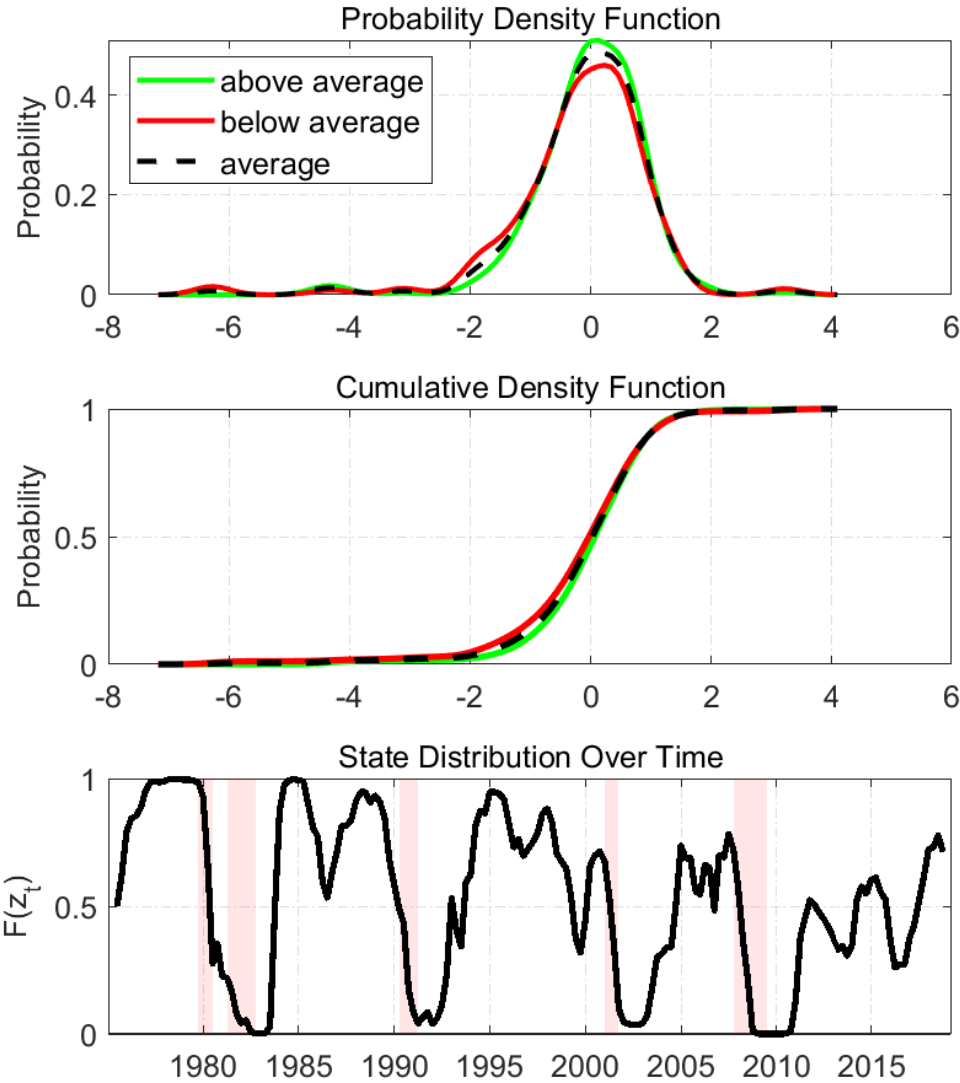 Probability Density Function
above average
below average
average
Probability
0.4
0.2
0
-8 -6 -4 -2 0 2 4 6
Cumulative Density Function
Probability
1
0.5
0
-8 -6 -4 -2 0 2 4 6
State Distribution Over Time
F(z_t)
1
0.5
0
1980 1985 1990 1995 2000 2005 2010 2015